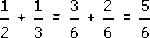 1/2 + 1/3 = 3/6 + 2/6 = 5/6